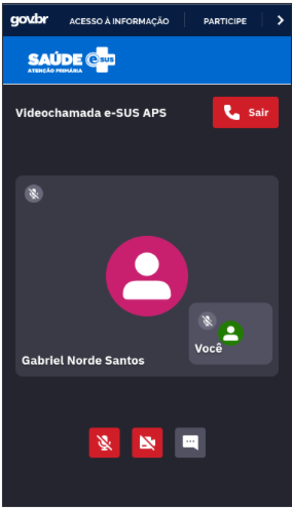 gov.br ACESSO À INFORMAÇÃO PARTICIPE
SAÚDE e-SUS
ATENÇÃO PRIMÁRIA
Videochamada e-SUS APS
Sair
Você
Gabriel Norde Santos